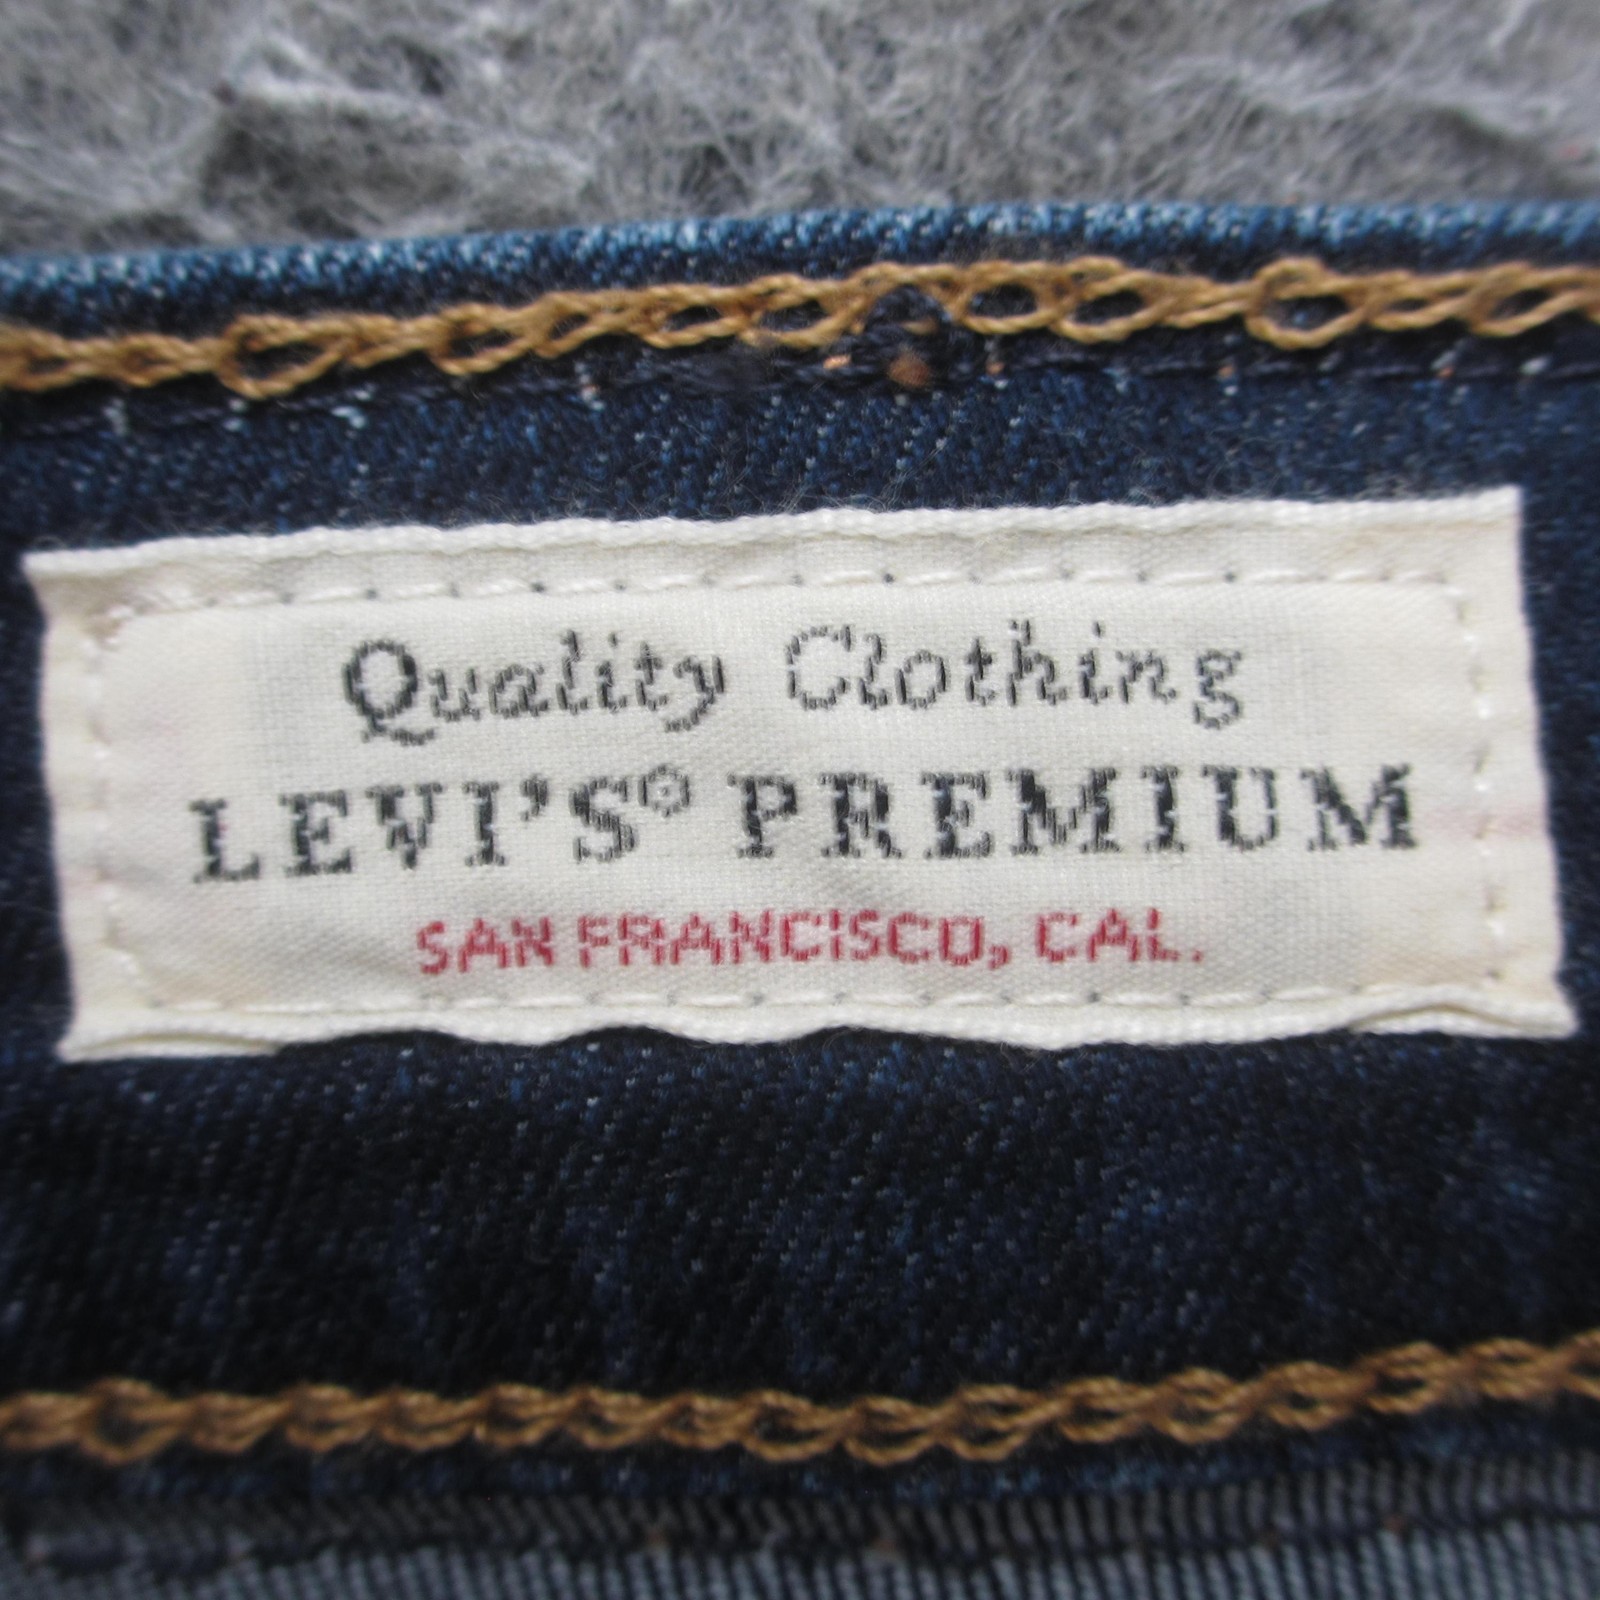 Quality Clothing
LEVI'S® PREMIUM
SAN FRANCISCO, CAL.